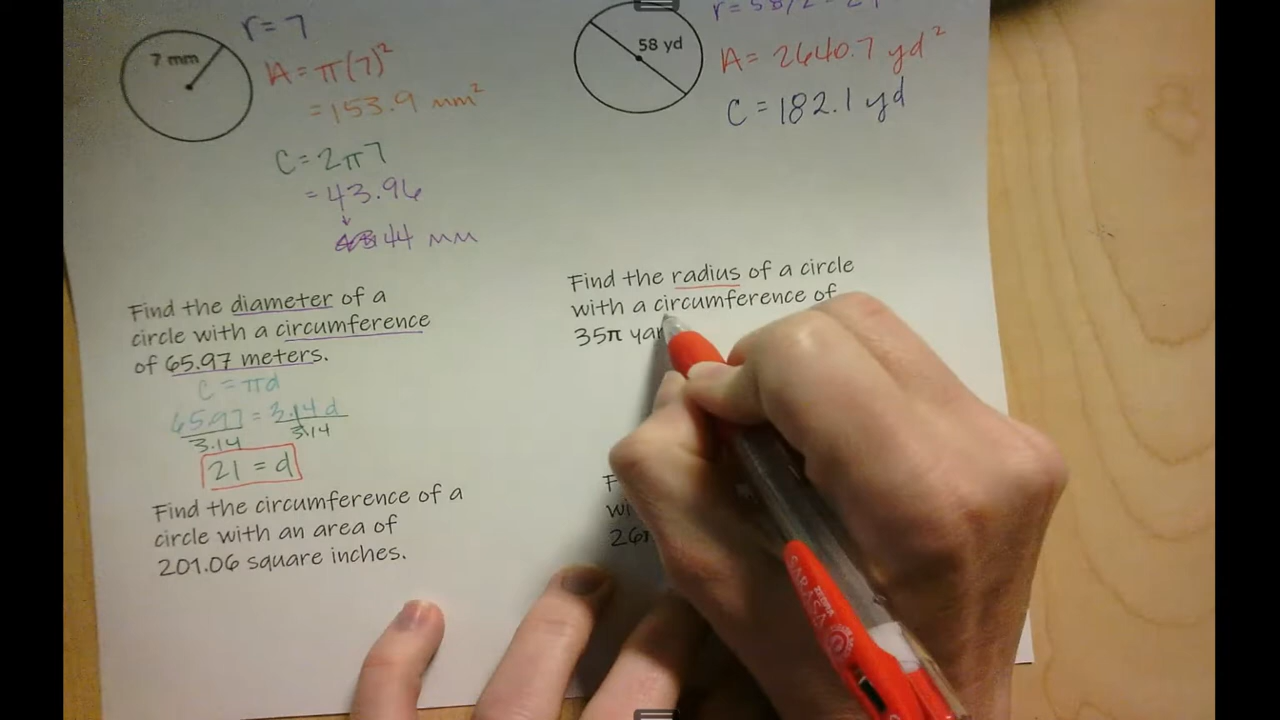 7 mm
r = 7
A = π(7)²
= 153.9 mm²
C = 2π7
= 43.96
44 mm
58 yd
A = 2640.7 yd²
C = 182.1 yd
Find the diameter of a
circle with a circumference
of 65.97 meters.
C = πd
65.97 = 3.14 d
3.14 3.14
21 = d
Find the radius of a circle
with a circumference of
35π
Find the circumference of a
circle with an area of
201.06 square inches.
SARASA
ZEBRA